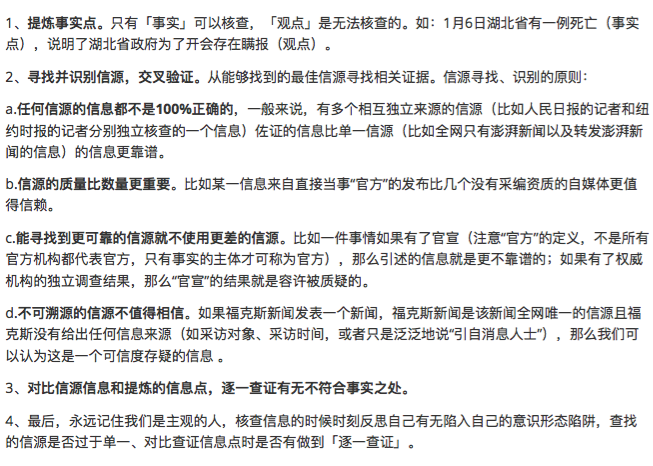 1、提炼事实点。只有「事实」可以核查，「观点」是无法核查的。如：1月6日湖北省有一例死亡（事实
点），说明了湖北省政府为了开会存在瞒报（观点）。
2、寻找并识别信源，交叉验证。从能够找到的最佳信源寻找相关证据。信源寻找、识别的原则：
a.任何信源的信息都不是100%正确的，一般来说，有多个相互独立来源的信源（比如人民日报的记者和纽
约时报的记者分别独立核查的一个信息）佐证的信息比单一信源（比如全网只有澎湃新闻以及转发澎湃新
闻的信息）的信息更靠谱。
b.信源的质量比数量更重要。比如某一信息来自直接当事“官方”的发布比几个没有采编资质的自媒体更值
得信赖。
c.能寻找到更可靠的信源就不使用更差的信源。比如一件事情如果有了官宣（注意“官方”的定义，不是所有
官方机构都代表官方，只有事实的主体才可称为官方），那么引述的信息就是更不靠谱的；如果有了权威
机构的独立调查结果，那么“官宣”的结果就是容许被质疑的。
d.不可溯源的信源不值得相信。如果福克斯新闻发表一个新闻，福克斯新闻是该新闻全网唯一的信源且福
克斯没有给出任何信息来源（如采访对象、采访时间，或者只是泛泛地说“引自消息人士”），那么我们可
以认为这是一个可信度存疑的信息 。
3、对比信源信息和提炼的信息点，逐一查证有无不符合事实之处。
4、最后，永远记住我们是主观的人，核查信息的时候时刻反思自己有无陷入自己的意识形态陷阱，查找
的信源是否过于单一、对比查证信息点时是否有做到「逐一查证」。